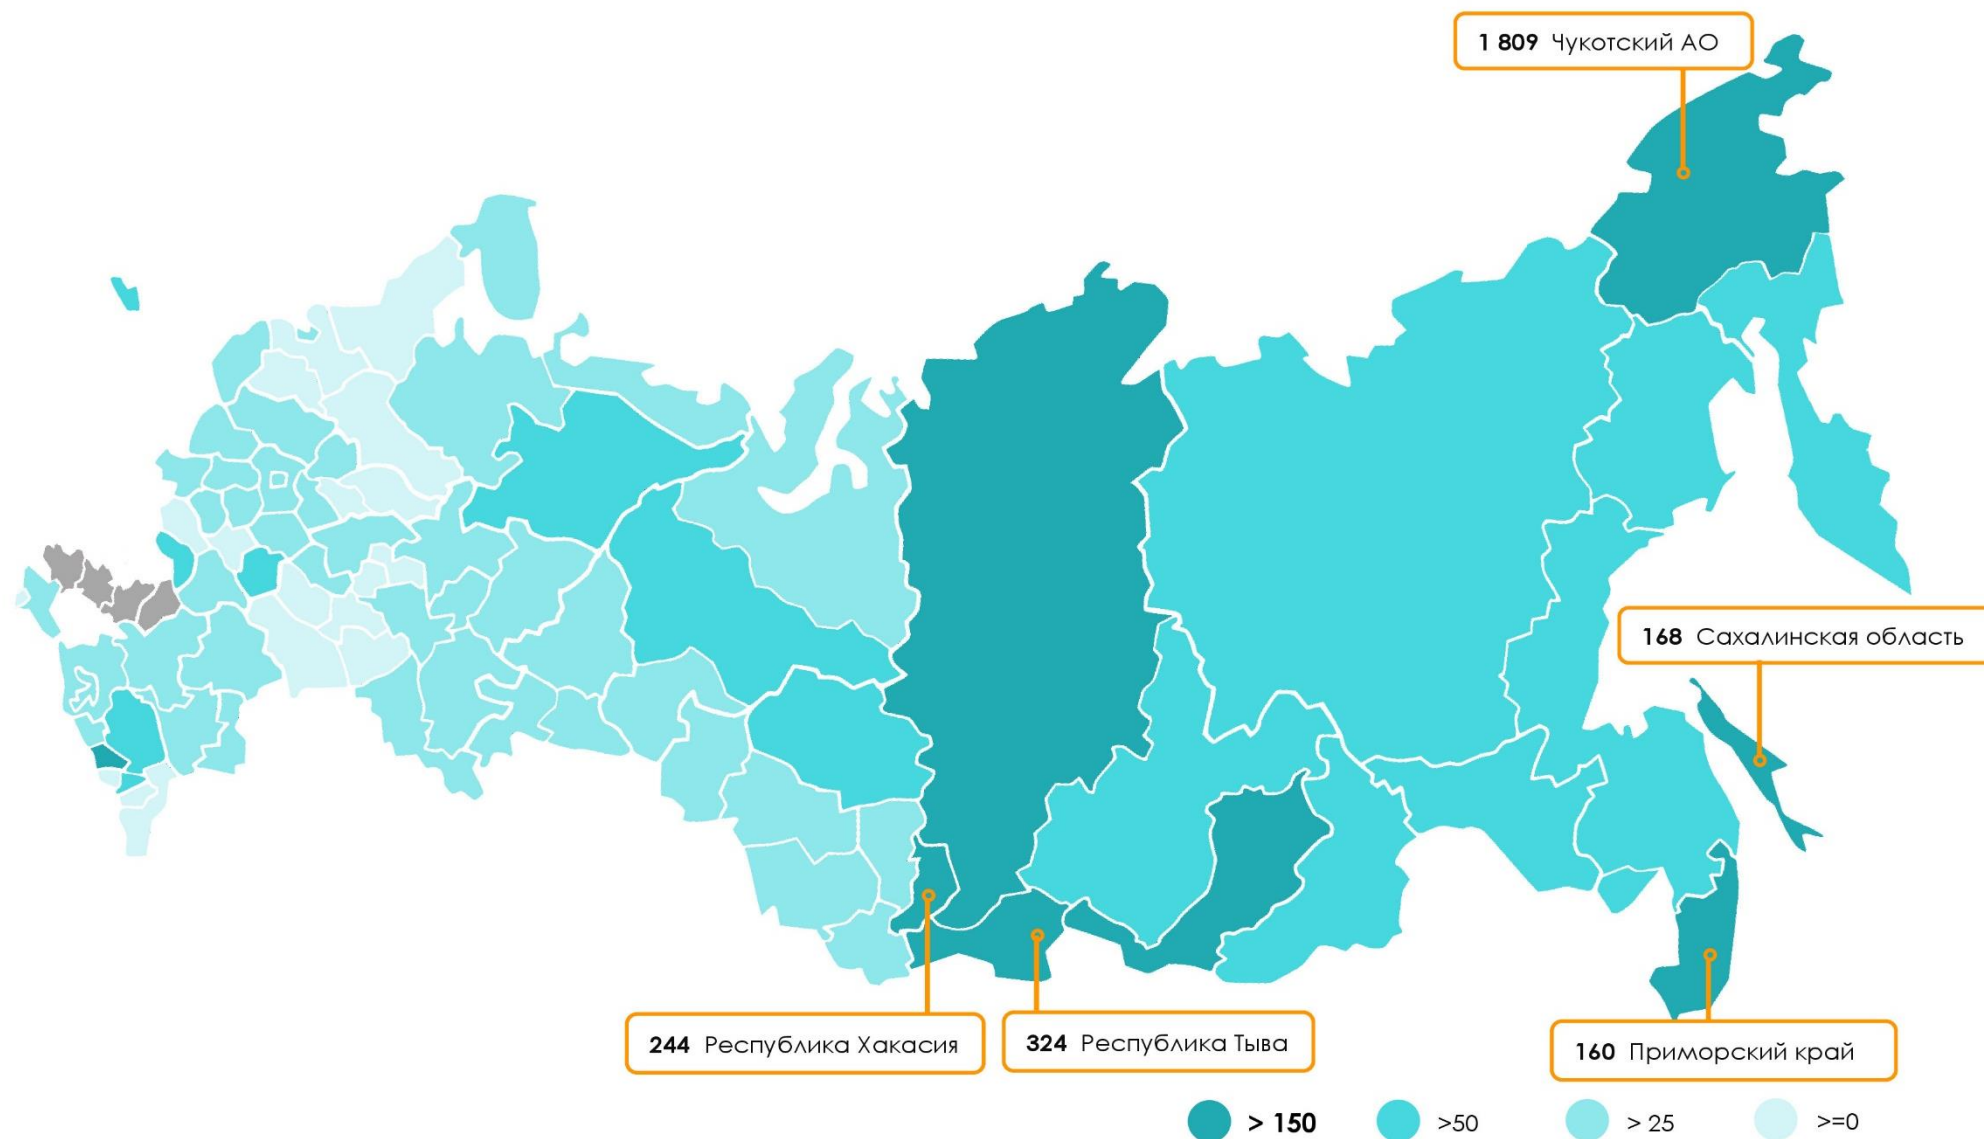 1 809 Чукотский АО
168 Сахалинская область
244 Республика Хакасия
324 Республика Тыва
160 Приморский край
> 150
>50
> 25
>=0